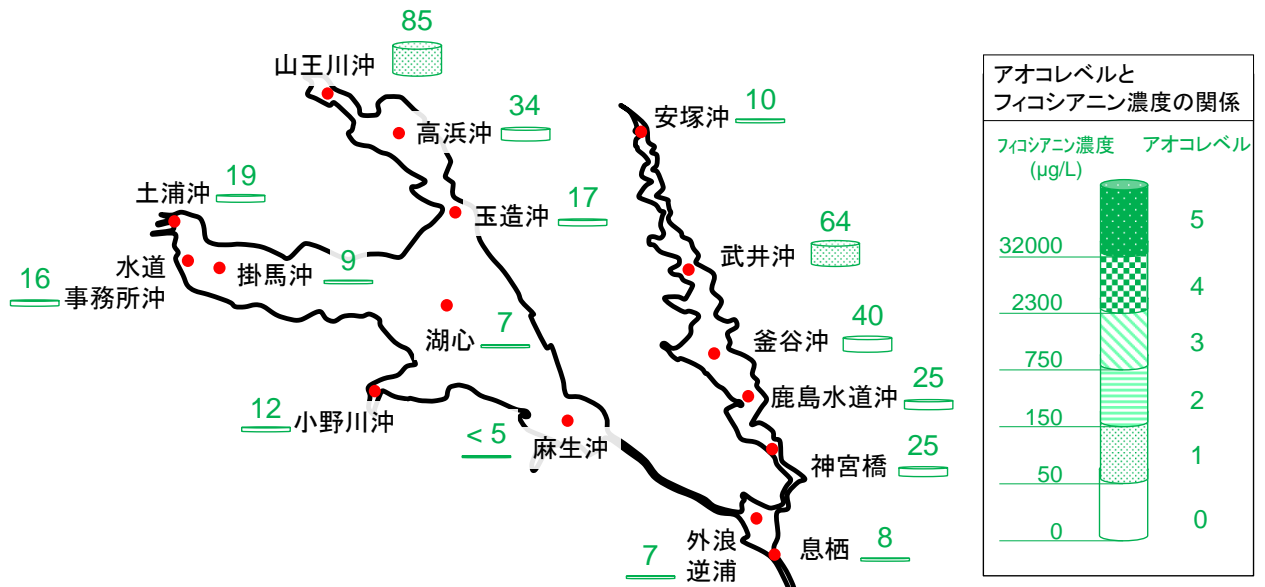 85
山王川沖
34
高浜沖
19
土浦沖
17
玉造沖
16
水道
事務所沖
9
掛馬沖
7
湖心
12
小野川沖
< 5
麻生沖
10
安塚沖
64
武井沖
40
釜谷沖
25
鹿島水道沖
25
神宮橋
7
外浪
逆浦
8
息栖
アオコレベルと
フィコシアニン濃度の関係
フィコシアニン濃度 アオコレベル
(μg/L)
5
32000
4
2300
3
750
2
150
1
50
0
0